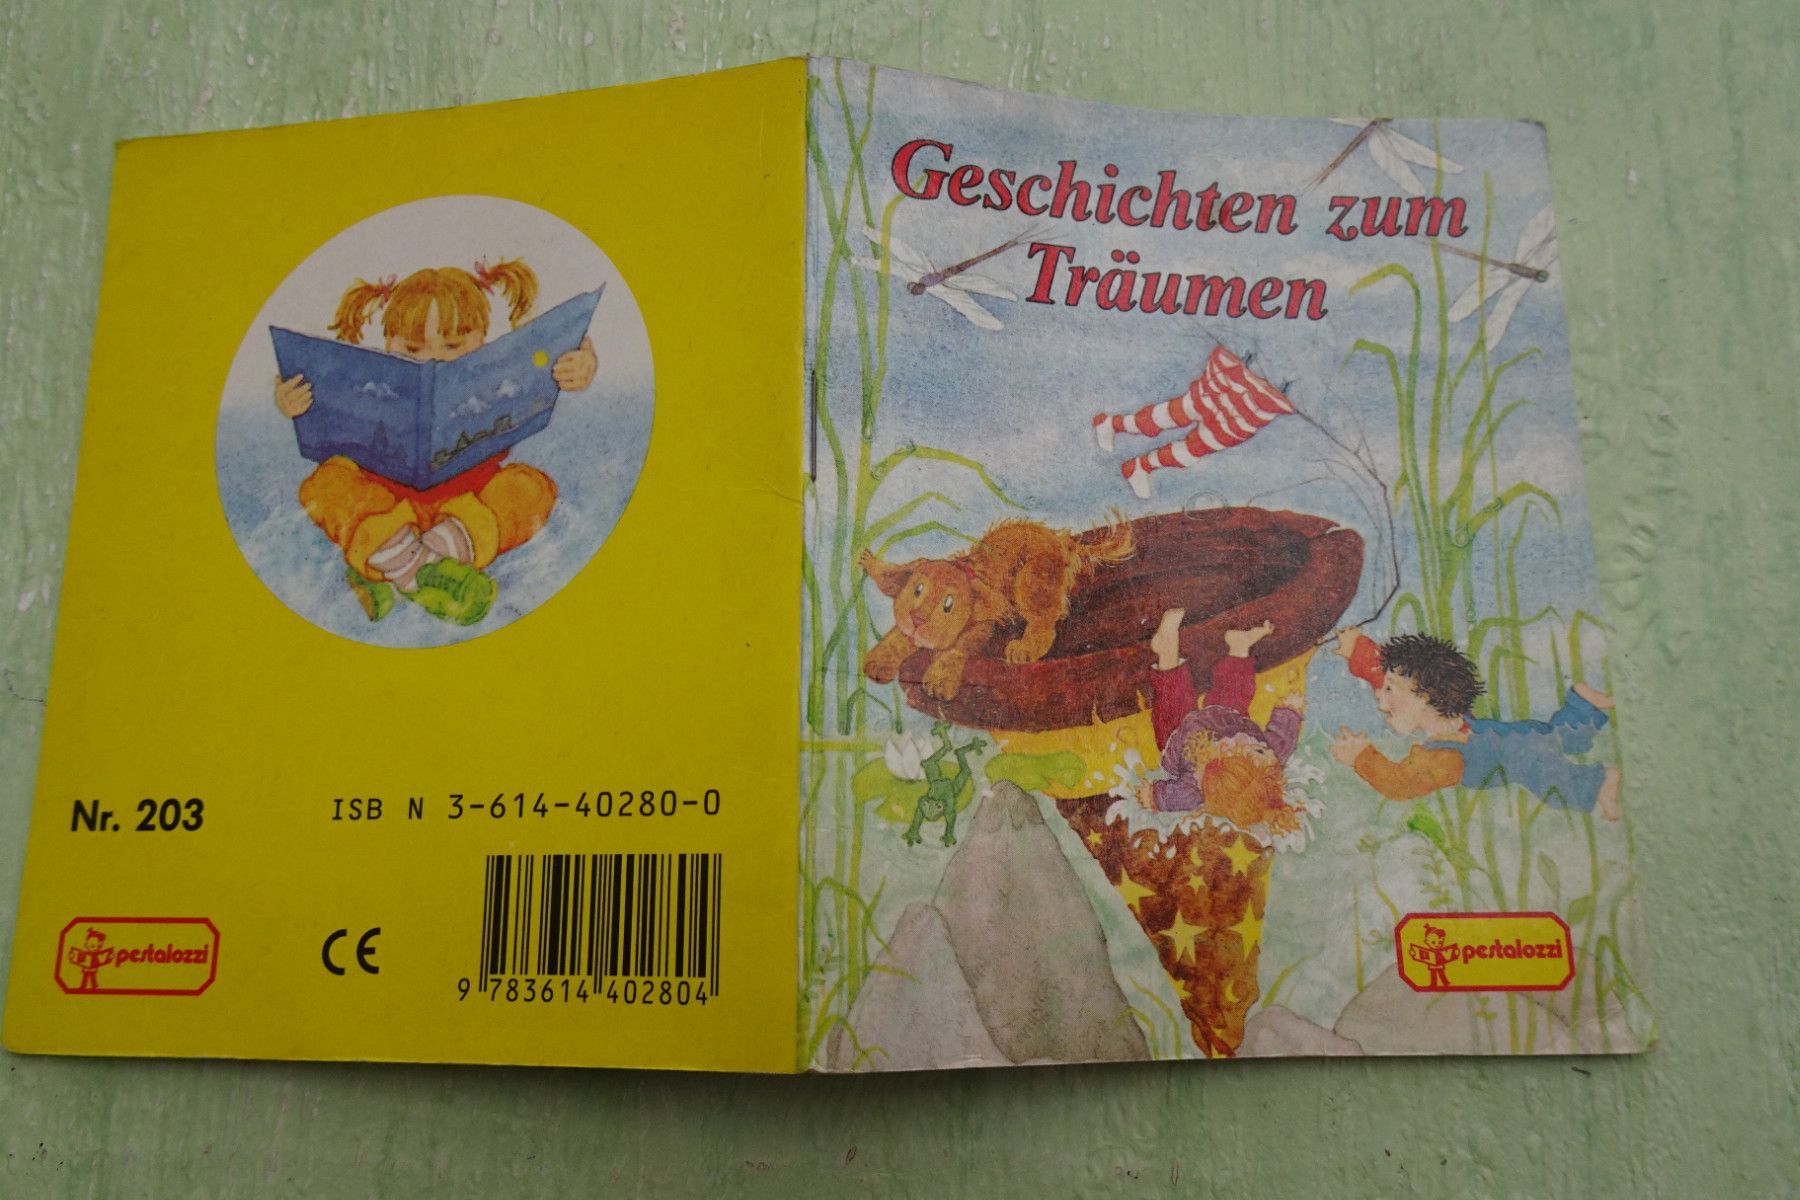 Nr. 203
ISB N 3-614-40280-0
pestalozzi
CE
9 783614 402804
Geschichten zum
Träumen
pestalozzi